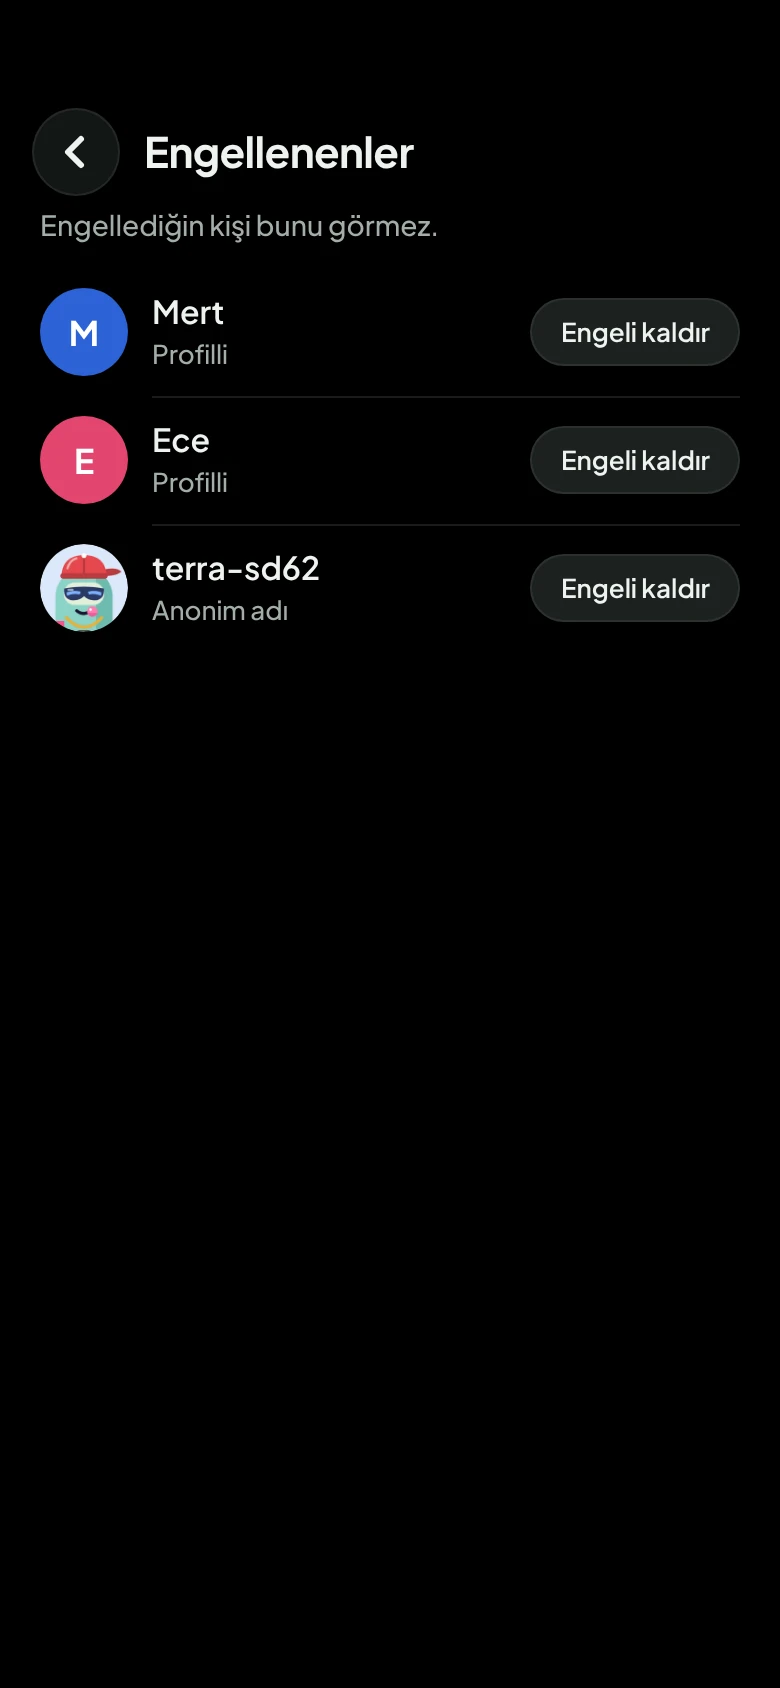 Engellenenler
Engellediğin kişi bunu görmez.
M
Mert
Profilli
Engeli kaldır
E
Ece
Profilli
Engeli kaldır
terra-sd62
Anonim adı
Engeli kaldır